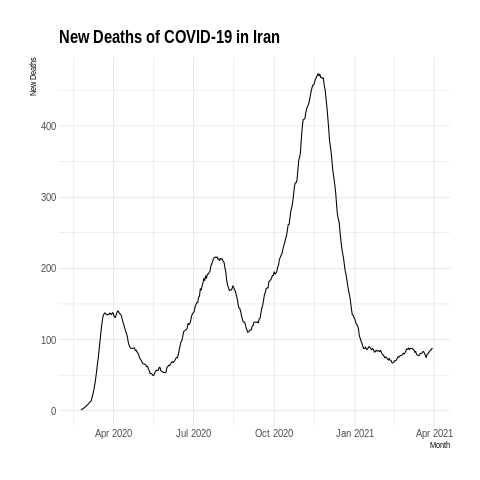 New Deaths of COVID-19 in Iran
New Deaths
400
300
200
100
0
Apr 2020 Jul 2020 Oct 2020 Jan 2021 Apr 2021
Month